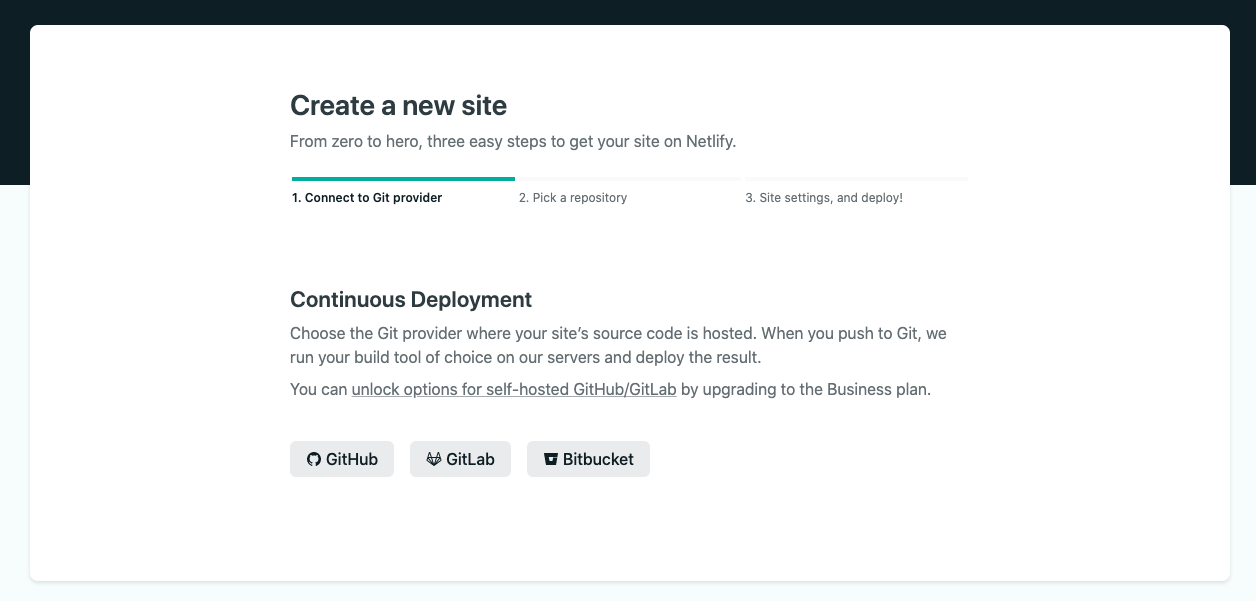 Create a new site
From zero to hero, three easy steps to get your site on Netlify.
1. Connect to Git provider
2. Pick a repository
3. Site settings, and deploy!
Continuous Deployment
Choose the Git provider where your site’s source code is hosted. When you push to Git, we
run your build tool of choice on our servers and deploy the result.
You can unlock options for self-hosted GitHub/GitLab by upgrading to the Business plan.
GitHub
GitLab
Bitbucket